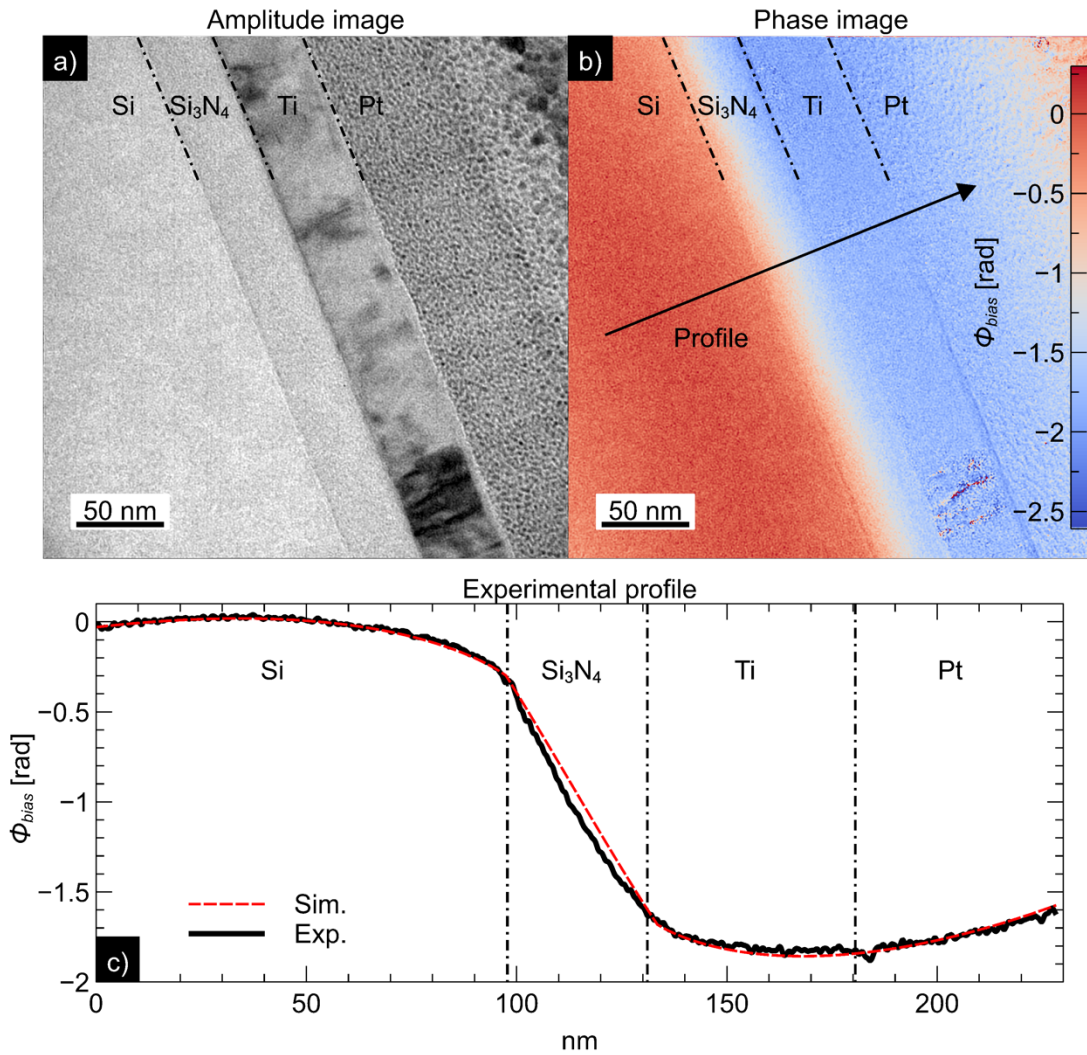 Amplitude image
Phase image
a)
Si
Si₃N₄
Ti
Pt
50 nm
b)
Si
Si₃N₄
Ti
Pt
Profile
50 nm
0
−0.5
−1
−1.5
−2
−2.5
Φbias [rad]
Experimental profile
0
−0.5
−1
−1.5
−2
Φbias [rad]
Si
Si₃N₄
Ti
Pt
Sim.
Exp.
c)
0
50
100
150
200
nm